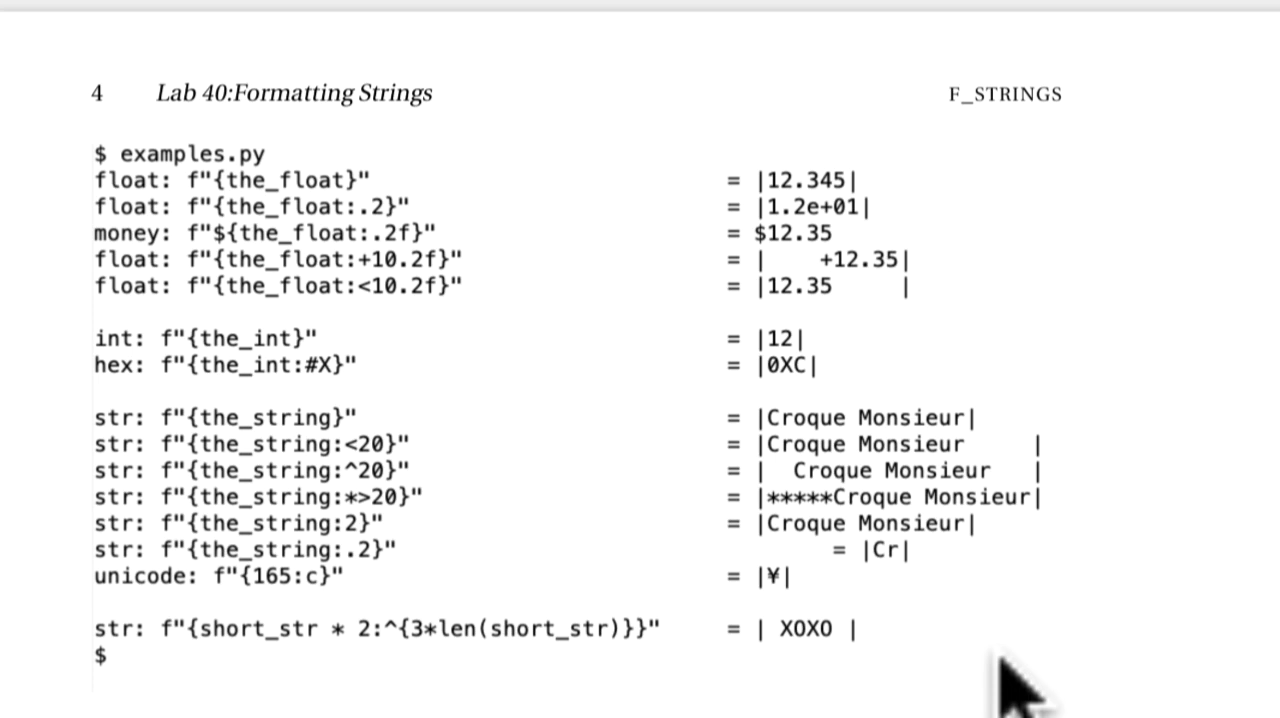 4 Lab 40:Formatting Strings F_STRINGS
$ examples.py
float: f"{the_float}" = |12.345|
float: f"{the_float:.2}" = |1.2e+01|
money: f"${the_float:.2f}" = $12.35
float: f"{the_float:+10.2f}" = |    +12.35|
float: f"{the_float:<10.2f}" = |12.35     |
int: f"{the_int}" = |12|
hex: f"{the_int:#X}" = |0XC|
str: f"{the_string}" = |Croque Monsieur|
str: f"{the_string:<20}" = |Croque Monsieur     |
str: f"{the_string:^20}" = |  Croque Monsieur   |
str: f"{the_string:*>20}" = |*****Croque Monsieur|
str: f"{the_string:2}" = |Croque Monsieur|
str: f"{the_string:.2}" = |Cr|
unicode: f"{165:c}" = |¥|
str: f"{short_str * 2:^{3*len(short_str)}}" = | XOXO |
$